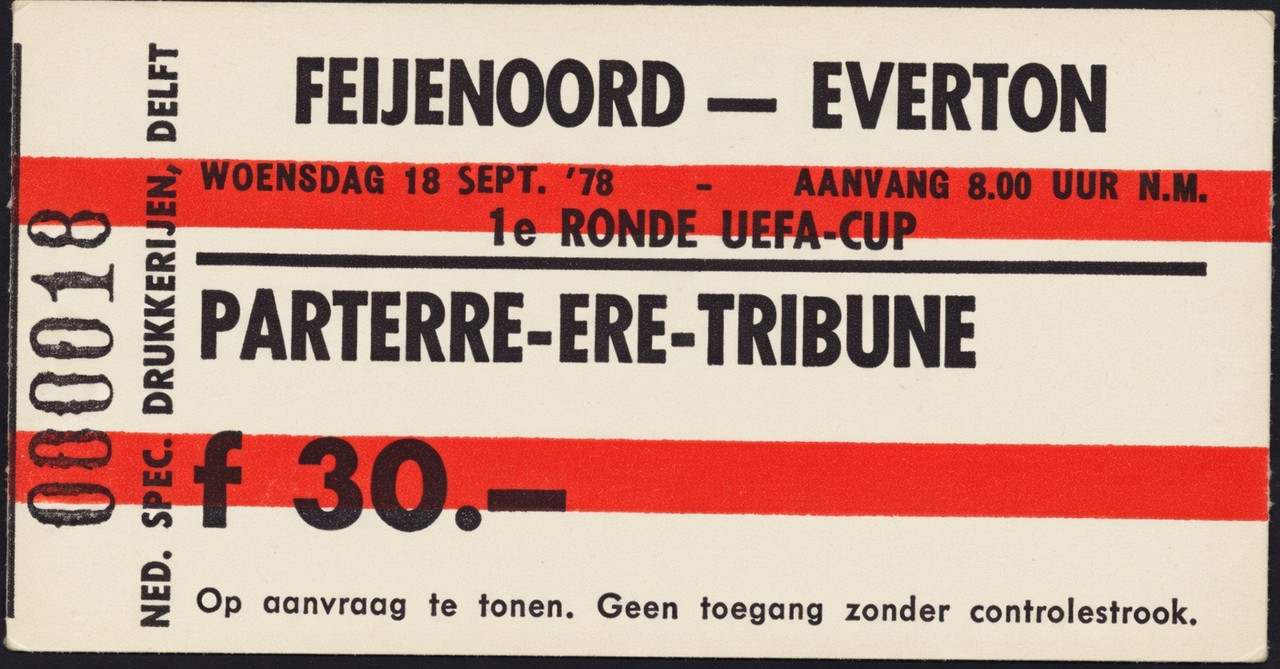 FEIJENOORD — EVERTON
WOENSDAG 18 SEPT. '78 - AANVANG 8.00 UUR N.M.
1e RONDE UEFA-CUP
PARTERRE-ERE-TRIBUNE
f 30.—
Op aanvraag te tonen. Geen toegang zonder controlestrook.
NED. SPEC. DRUKKERIJEN, DELFT
000018